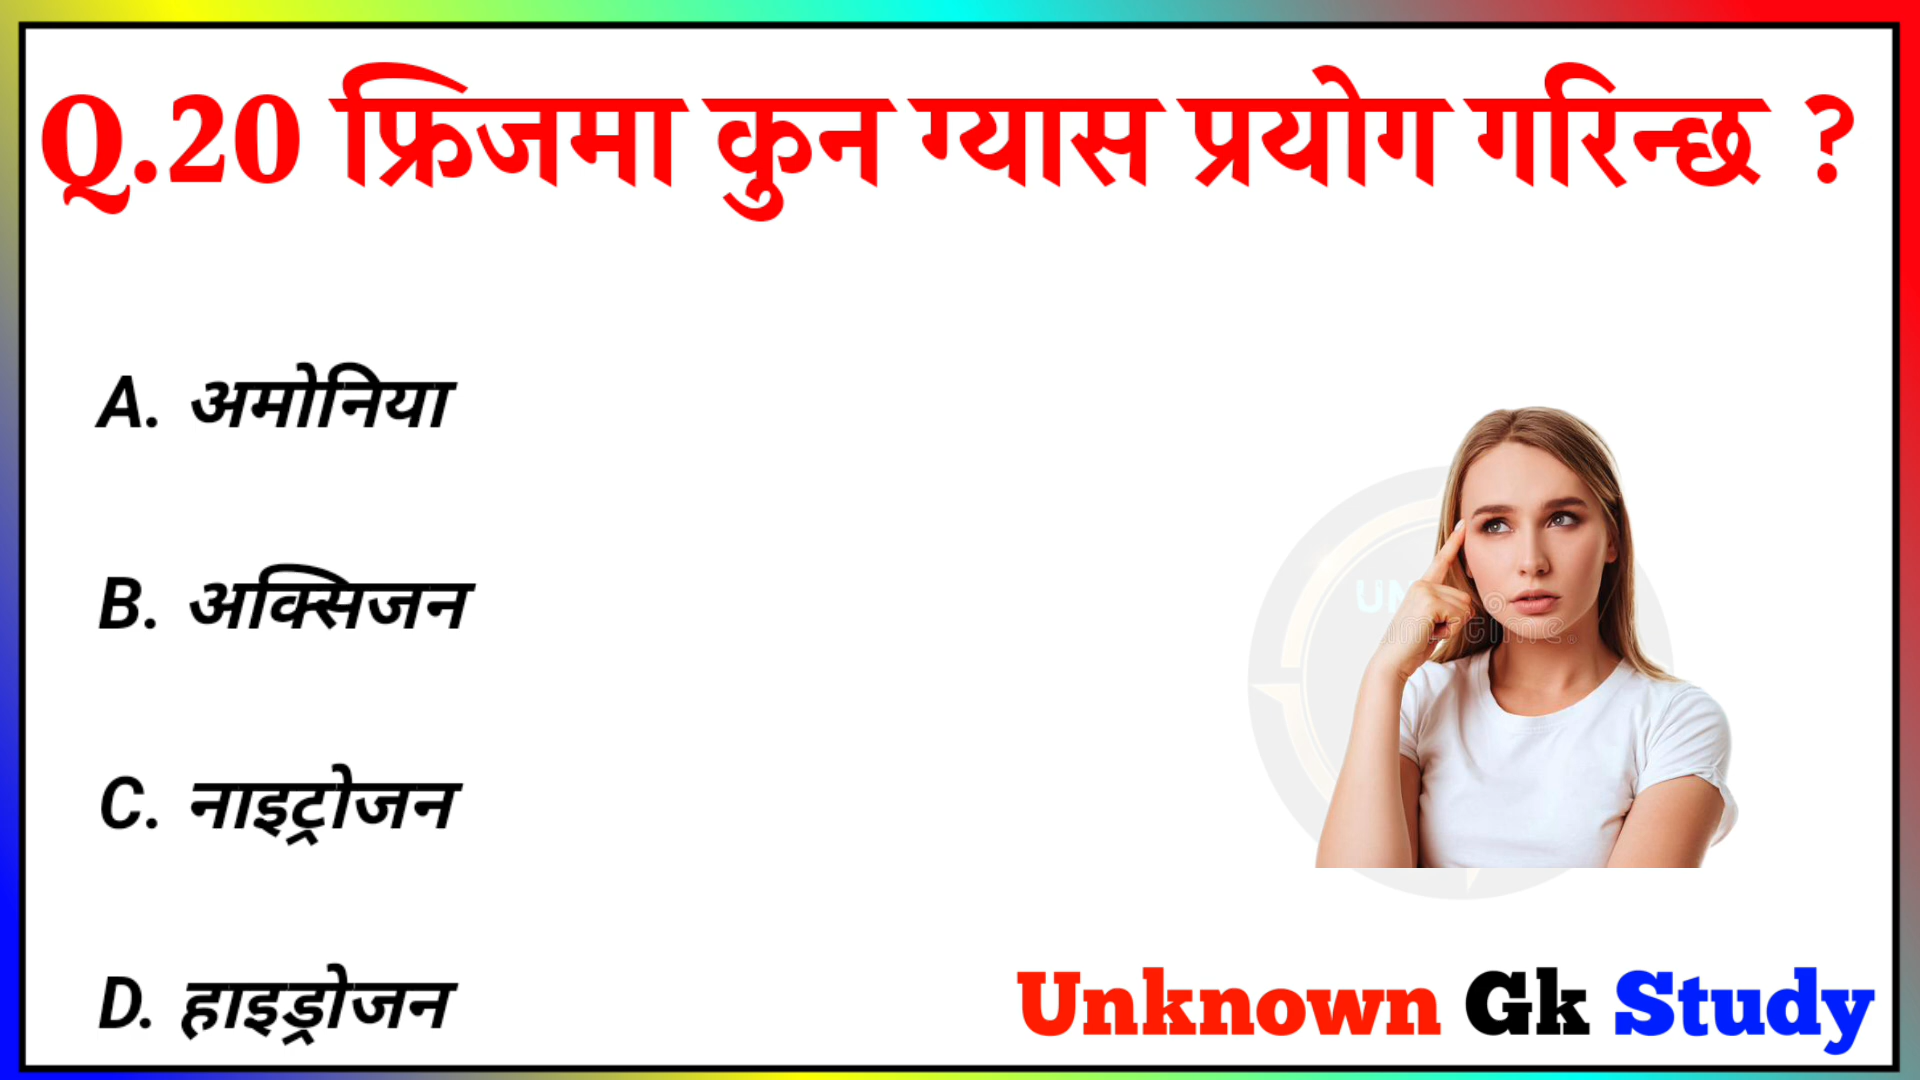 Q.20 फ्रिजमा कुन ग्यास प्रयोग गरिन्छ ?
A. अमोनिया
B. अक्सिजन
C. नाइट्रोजन
D. हाइड्रोजन
Unknown Gk Study